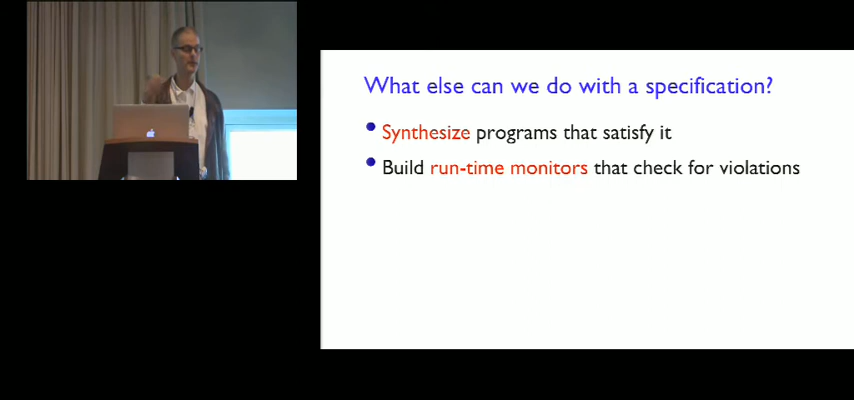 What else can we do with a specification?
Synthesize programs that satisfy it
Build run-time monitors that check for violations